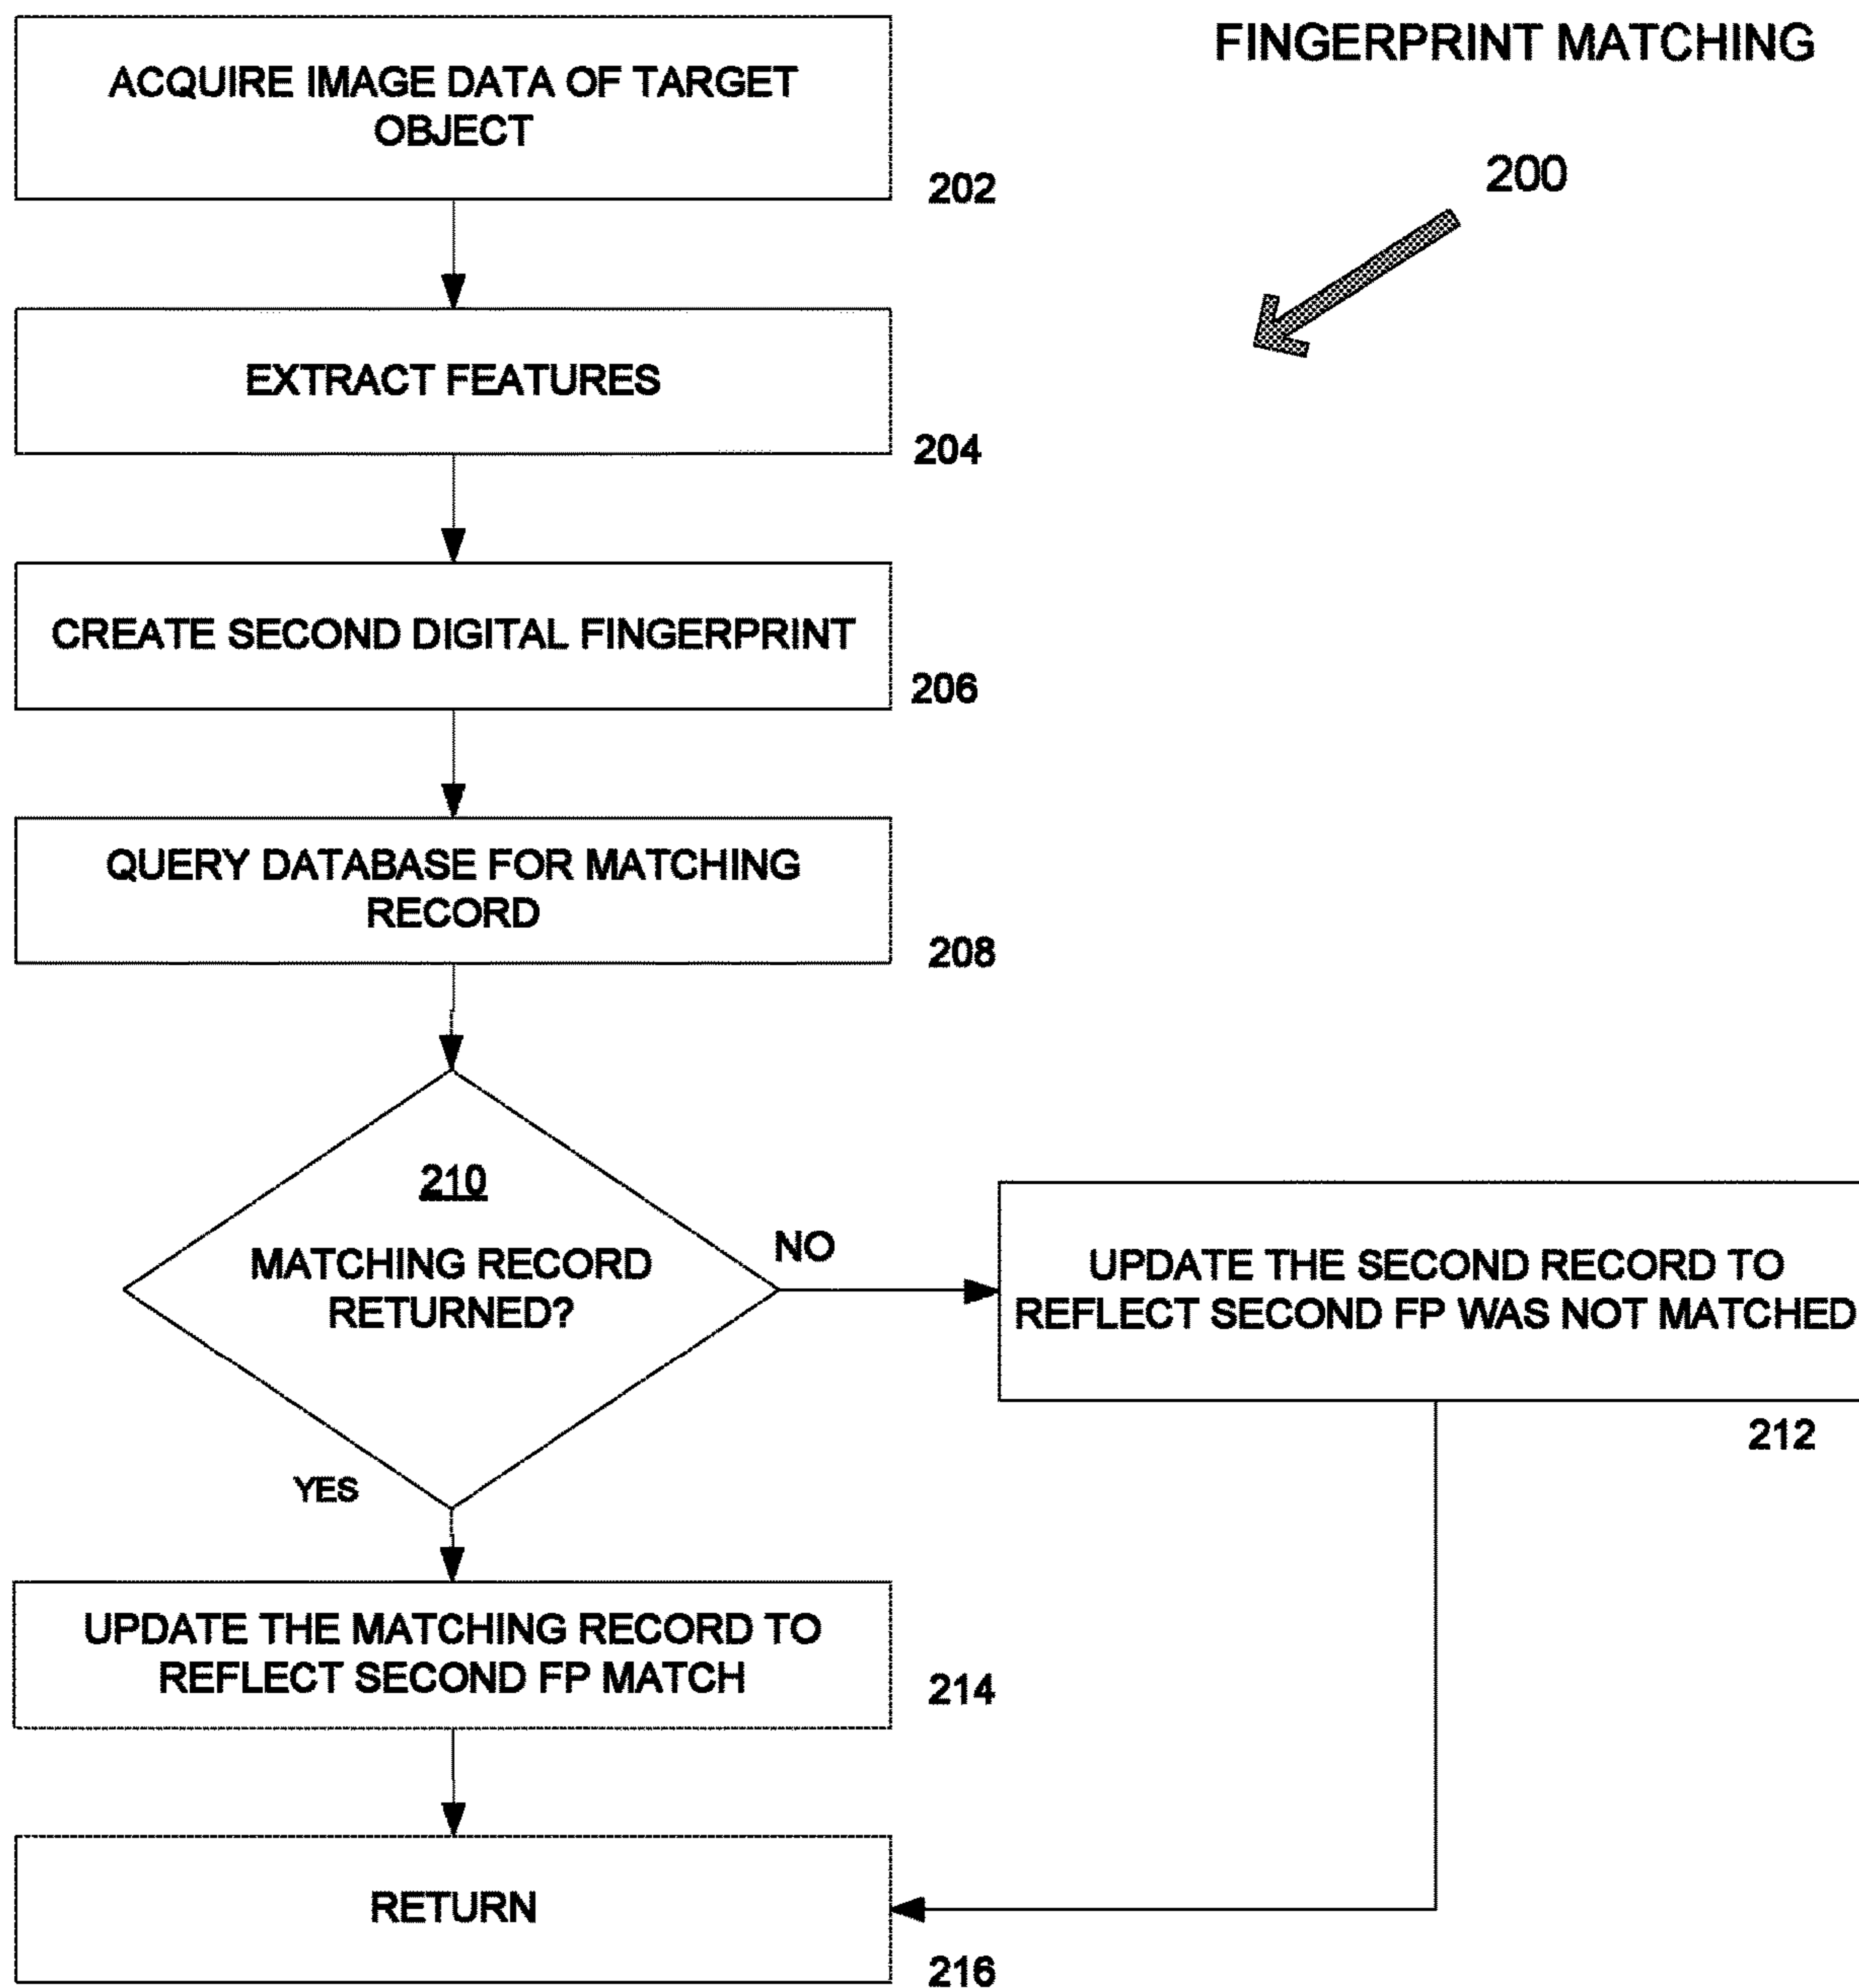 FINGERPRINT MATCHING
200
ACQUIRE IMAGE DATA OF TARGET
OBJECT
202
EXTRACT FEATURES
204
CREATE SECOND DIGITAL FINGERPRINT
206
QUERY DATABASE FOR MATCHING
RECORD
208
210
MATCHING RECORD
RETURNED?
NO
UPDATE THE SECOND RECORD TO
REFLECT SECOND FP WAS NOT MATCHED
212
YES
UPDATE THE MATCHING RECORD TO
REFLECT SECOND FP MATCH
214
RETURN
216